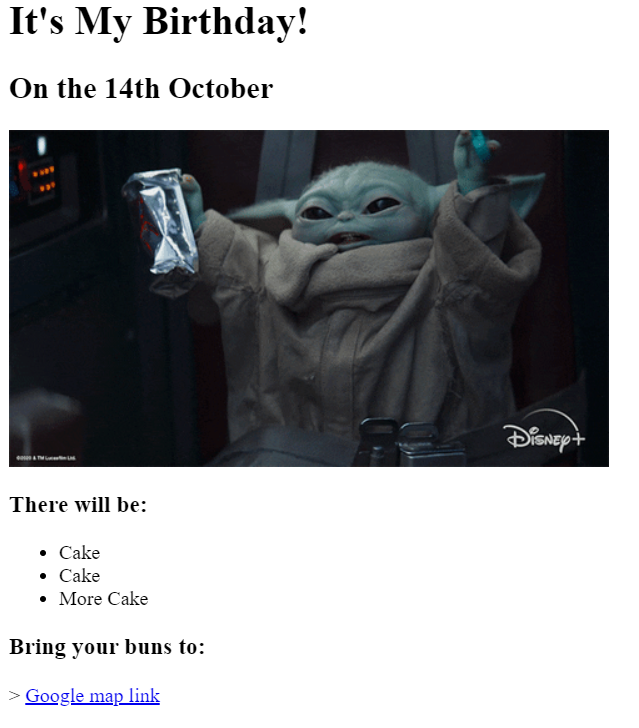 It's My Birthday!
On the 14th October
Disney+
©2020 & TM Lucasfilm Ltd.
There will be:
Cake
Cake
More Cake
Bring your buns to:
> Google map link